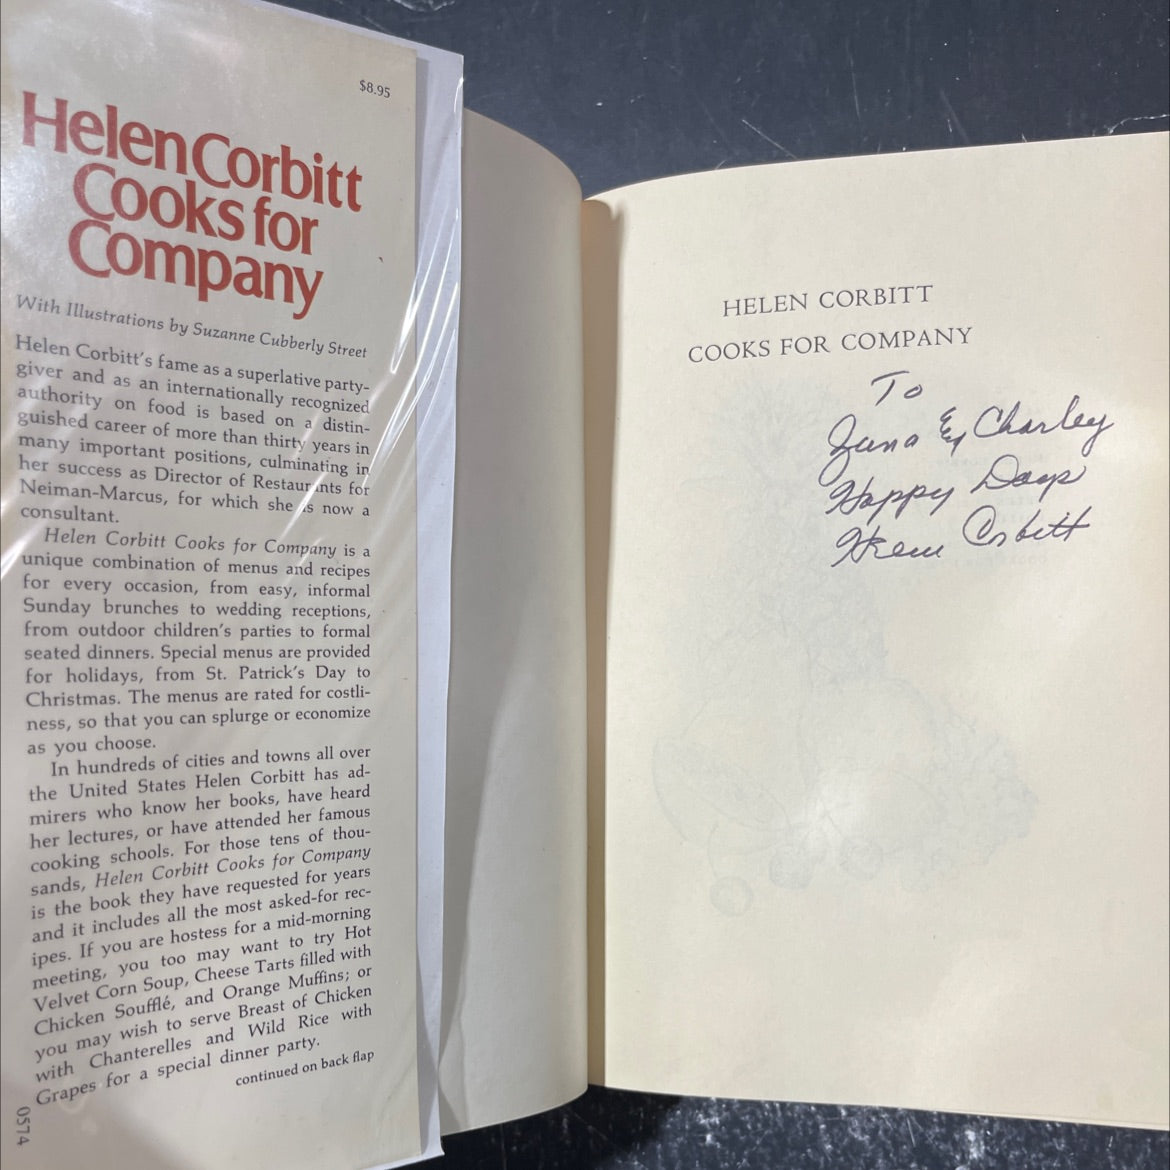 $8.95
Helen Corbitt
Cooks for
Company
With Illustrations by Suzanne Cubberly Street
Helen Corbitt's fame as a superlative party-
giver and as an internationally recognized
authority on food is based on a distin-
guished career of more than thirty years in
many important positions, culminating in
her success as Director of Restaurants for
Neiman-Marcus, for which she is now a
consultant.
Helen Corbitt Cooks for Company is a
unique combination of menus and recipes
for every occasion, from easy, informal
Sunday brunches to wedding receptions,
from outdoor children's parties to formal
seated dinners. Special menus are provided
for holidays, from St. Patrick's Day to
Christmas. The menus are rated for costli-
ness, so that you can splurge or economize
as you choose.
In hundreds of cities and towns all over
the United States Helen Corbitt has ad-
mirers who know her books, have heard
her lectures, or have attended her famous
cooking schools. For those tens of thou-
sands, Helen Corbitt Cooks for Company
is the book they have requested for years
and it includes all the most asked-for rec-
ipes. If you are hostess for a mid-morning
meeting, you too may want to try Hot
Velvet Corn Soup, Cheese Tarts filled with
Chicken Soufflé, and Orange Muffins; or
you may wish to serve Breast of Chicken
with Chanterelles and Wild Rice with
Grapes for a special dinner party.
continued on back flap
0574
HELEN CORBITT
COOKS FOR COMPANY
To
& Charley
Happy Days
Helen Corbitt